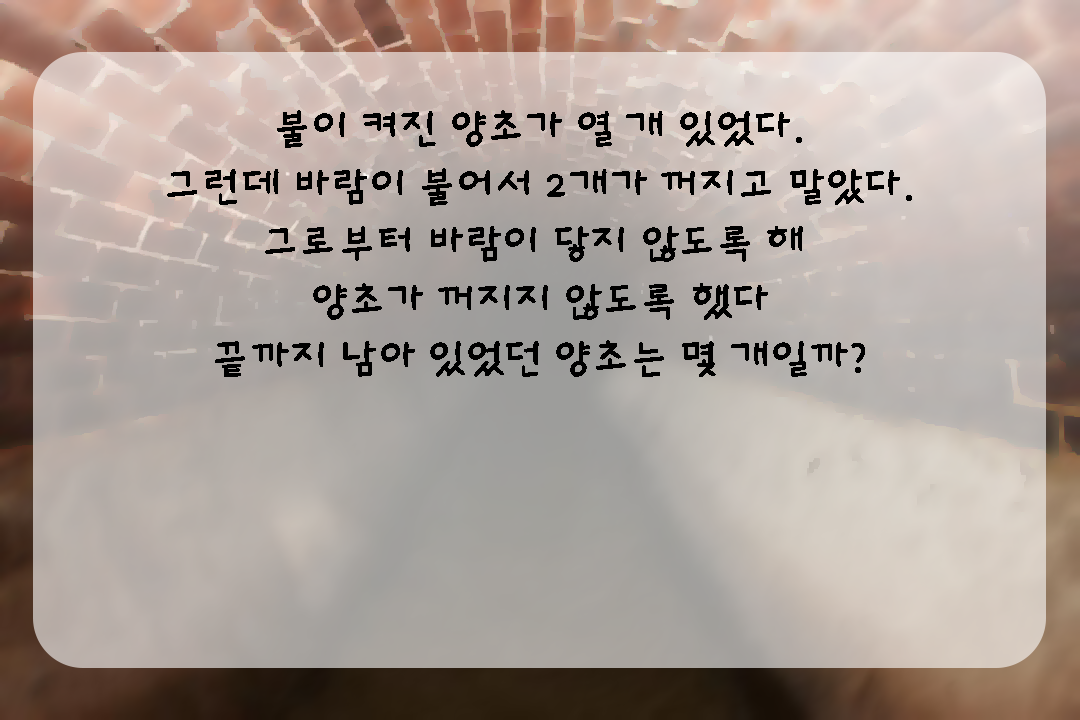 불이 켜진 양초가 열 개 있었다.
그런데 바람이 불어서 2개가 꺼지고 말았다.
그로부터 바람이 닿지 않도록 해
양초가 꺼지지 않도록 했다
끝까지 남아 있었던 양초는 몇 개일까?